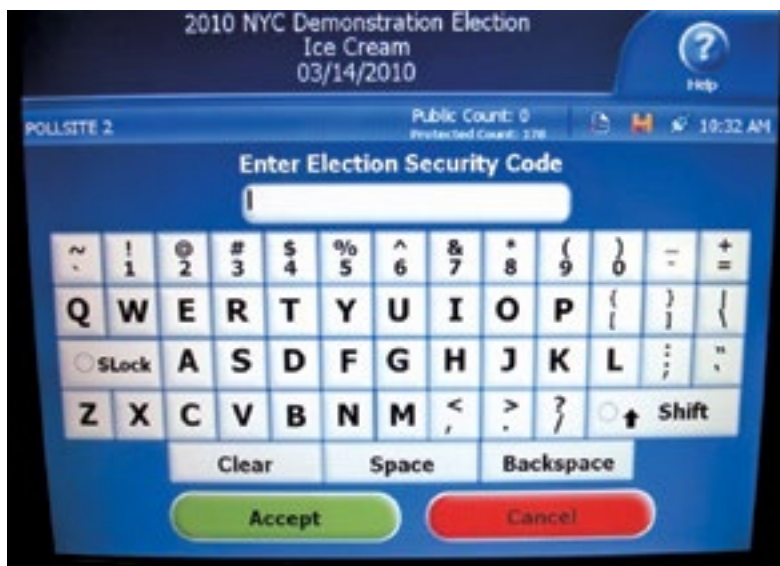 2010 NYC Demonstration Election
Ice Cream
03/14/2010
Help
POLLSITE 2
Public Count: 0
Protected Count: 178
10:32 AM
Enter Election Security Code
~ ! @ # $ % ^ & * ( ) _ +
` 1 2 3 4 5 6 7 8 9 0 - =
Q W E R T Y U I O P { } |
[ ] \
SLock A S D F G H J K L : "
; '
Z X C V B N M < > ? Shift
, . /
Clear Space Backspace
Accept Cancel